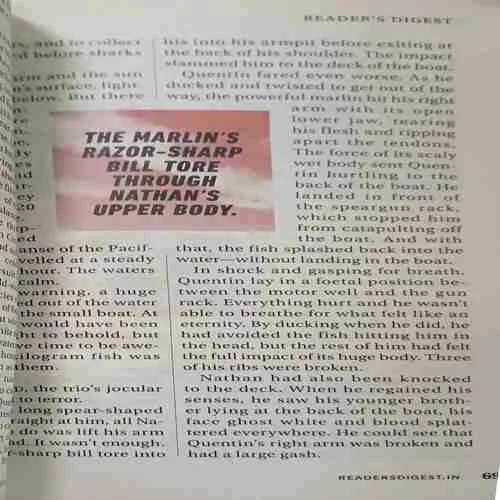 READER'S DIGEST
and to collect
before sharks
arm and the sun
surface, light
below. But there
THE MARLIN'S
RAZOR-SHARP
BILL TORE
THROUGH
NATHAN'S
UPPER BODY.
anse of the Pacif-
velled at a steady
hour. The waters
calm.
warning, a huge
ed out of the water
the small boat. At
would have been
ht to behold, but
time to be awe-
ilogram fish was
them.
the trio's jocular
to terror.
long spear-shaped
raight at him, all Na-
do was lift his arm
It wasn't enough.
-sharp bill tore into
his into his armpit before exiting at
the back of his shoulder. The impact
slammed him to the deck of the boat.
Quentin fared even worse. As he
ducked and twisted to get out of the
way, the powerful marlin hit his right
arm with its open
lower jaw, tearing
his flesh and ripping
apart the tendons.
The force of its scaly
wet body sent Quen-
tin hurtling to the
back of the boat. He
landed in front of
the speargun rack,
which stopped him
from catapulting off
the boat. And with
that, the fish splashed back into the
water—without landing in the boat.
In shock and gasping for breath,
Quentin lay in a foetal position be-
tween the motor well and the gun
rack. Everything hurt and he wasn't
able to breathe for what felt like an
eternity. By ducking when he did, he
had avoided the fish hitting him in
the head, but the rest of him had felt
the full impact of its huge body. Three
of his ribs were broken.
Nathan had also been knocked
to the deck. When he regained his
senses, he saw his younger broth-
er lying at the back of the boat, his
face ghost white and blood splat-
tered everywhere. He could see that
Quentin's right arm was broken and
had a large gash.
READERSDIGEST.IN 69